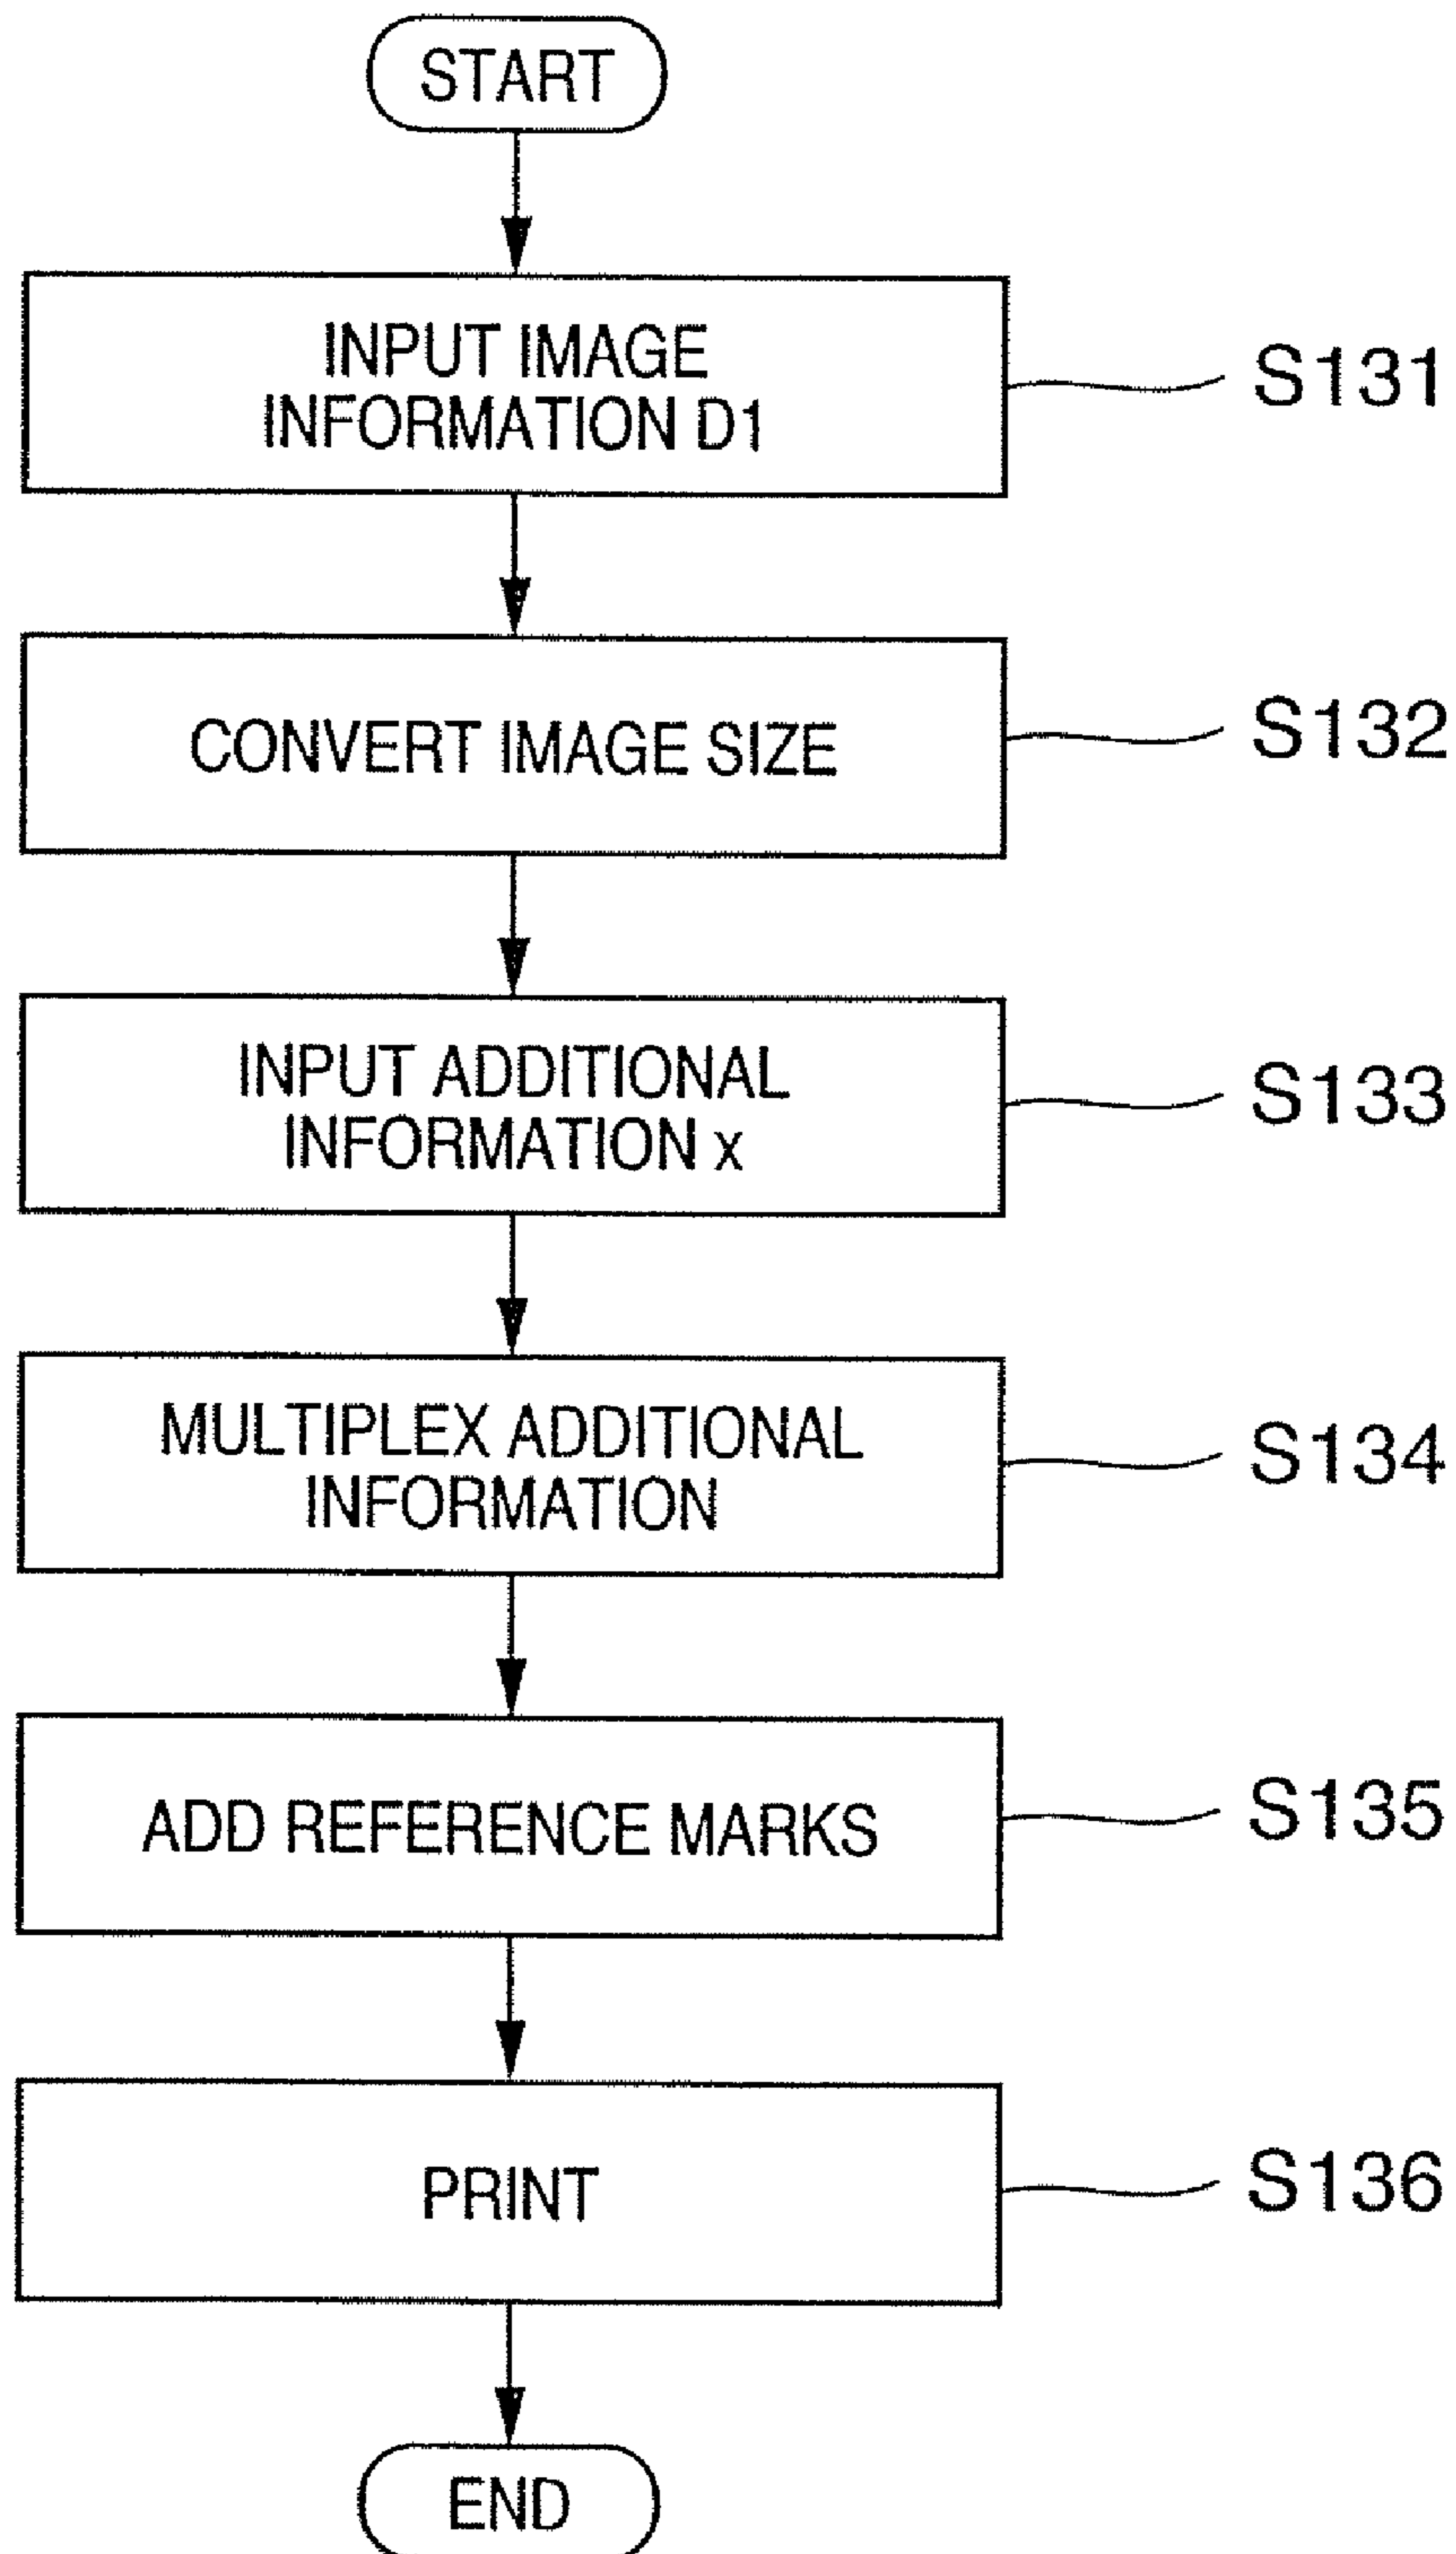 START
INPUT IMAGE
INFORMATION D1
S131
CONVERT IMAGE SIZE
S132
INPUT ADDITIONAL
INFORMATION x
S133
MULTIPLEX ADDITIONAL
INFORMATION
S134
ADD REFERENCE MARKS
S135
PRINT
S136
END